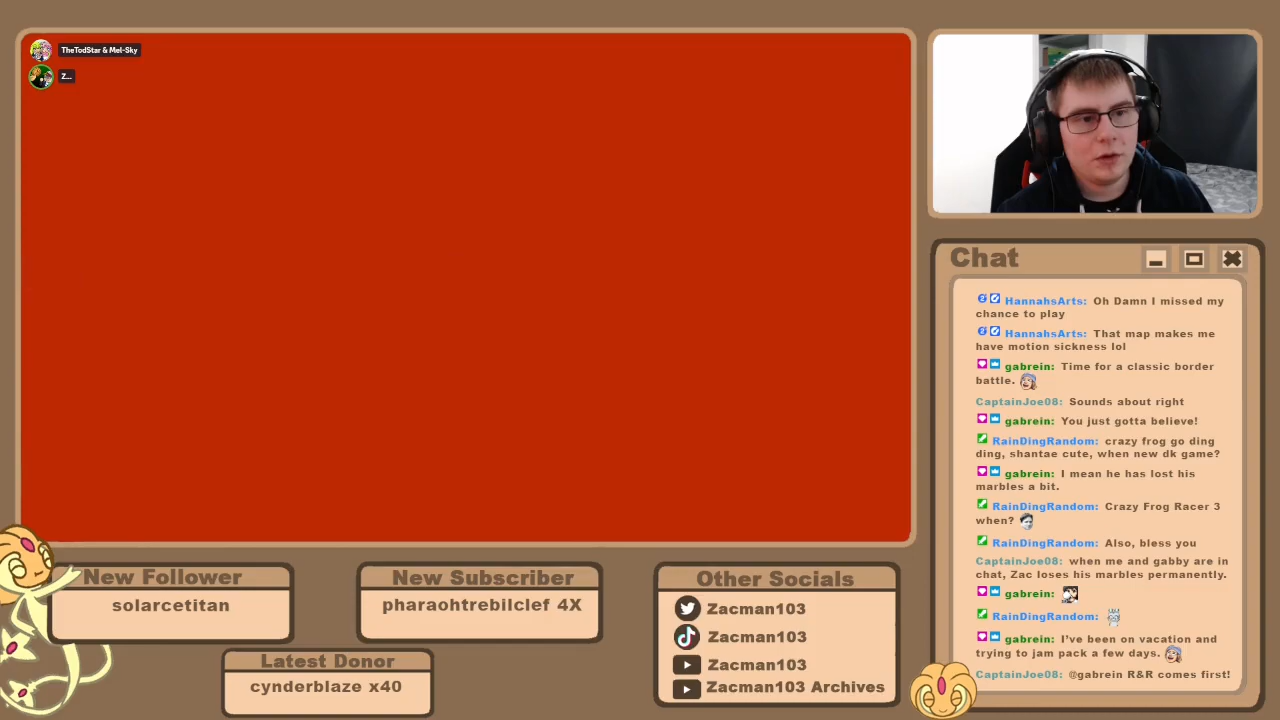 TheTodStar & Mel-Sky
Z...
Chat
HannahsArts: Oh Damn I missed my
chance to play
HannahsArts: That map makes me
have motion sickness lol
gabrein: Time for a classic border
battle.
CaptainJoe08: Sounds about right
gabrein: You just gotta believe!
RainDingRandom: crazy frog go ding
ding, shantae cute, when new dk game?
gabrein: I mean he has lost his
marbles a bit.
RainDingRandom: Crazy Frog Racer 3
when?
RainDingRandom: Also, bless you
CaptainJoe08: when me and gabby are in
chat, Zac loses his marbles permanently.
gabrein:
RainDingRandom:
gabrein: I've been on vacation and
trying to jam pack a few days.
CaptainJoe08: @gabrein R&R comes first!
New Follower
solarcetitan
New Subscriber
pharaohtrebilclef 4X
Latest Donor
cynderblaze x40
Other Socials
Zacman103
Zacman103
Zacman103
Zacman103 Archives